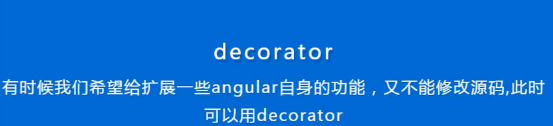 decorator
有时候我们希望给扩展一些angular自身的功能，又不能修改源码,此时
可以用decorator